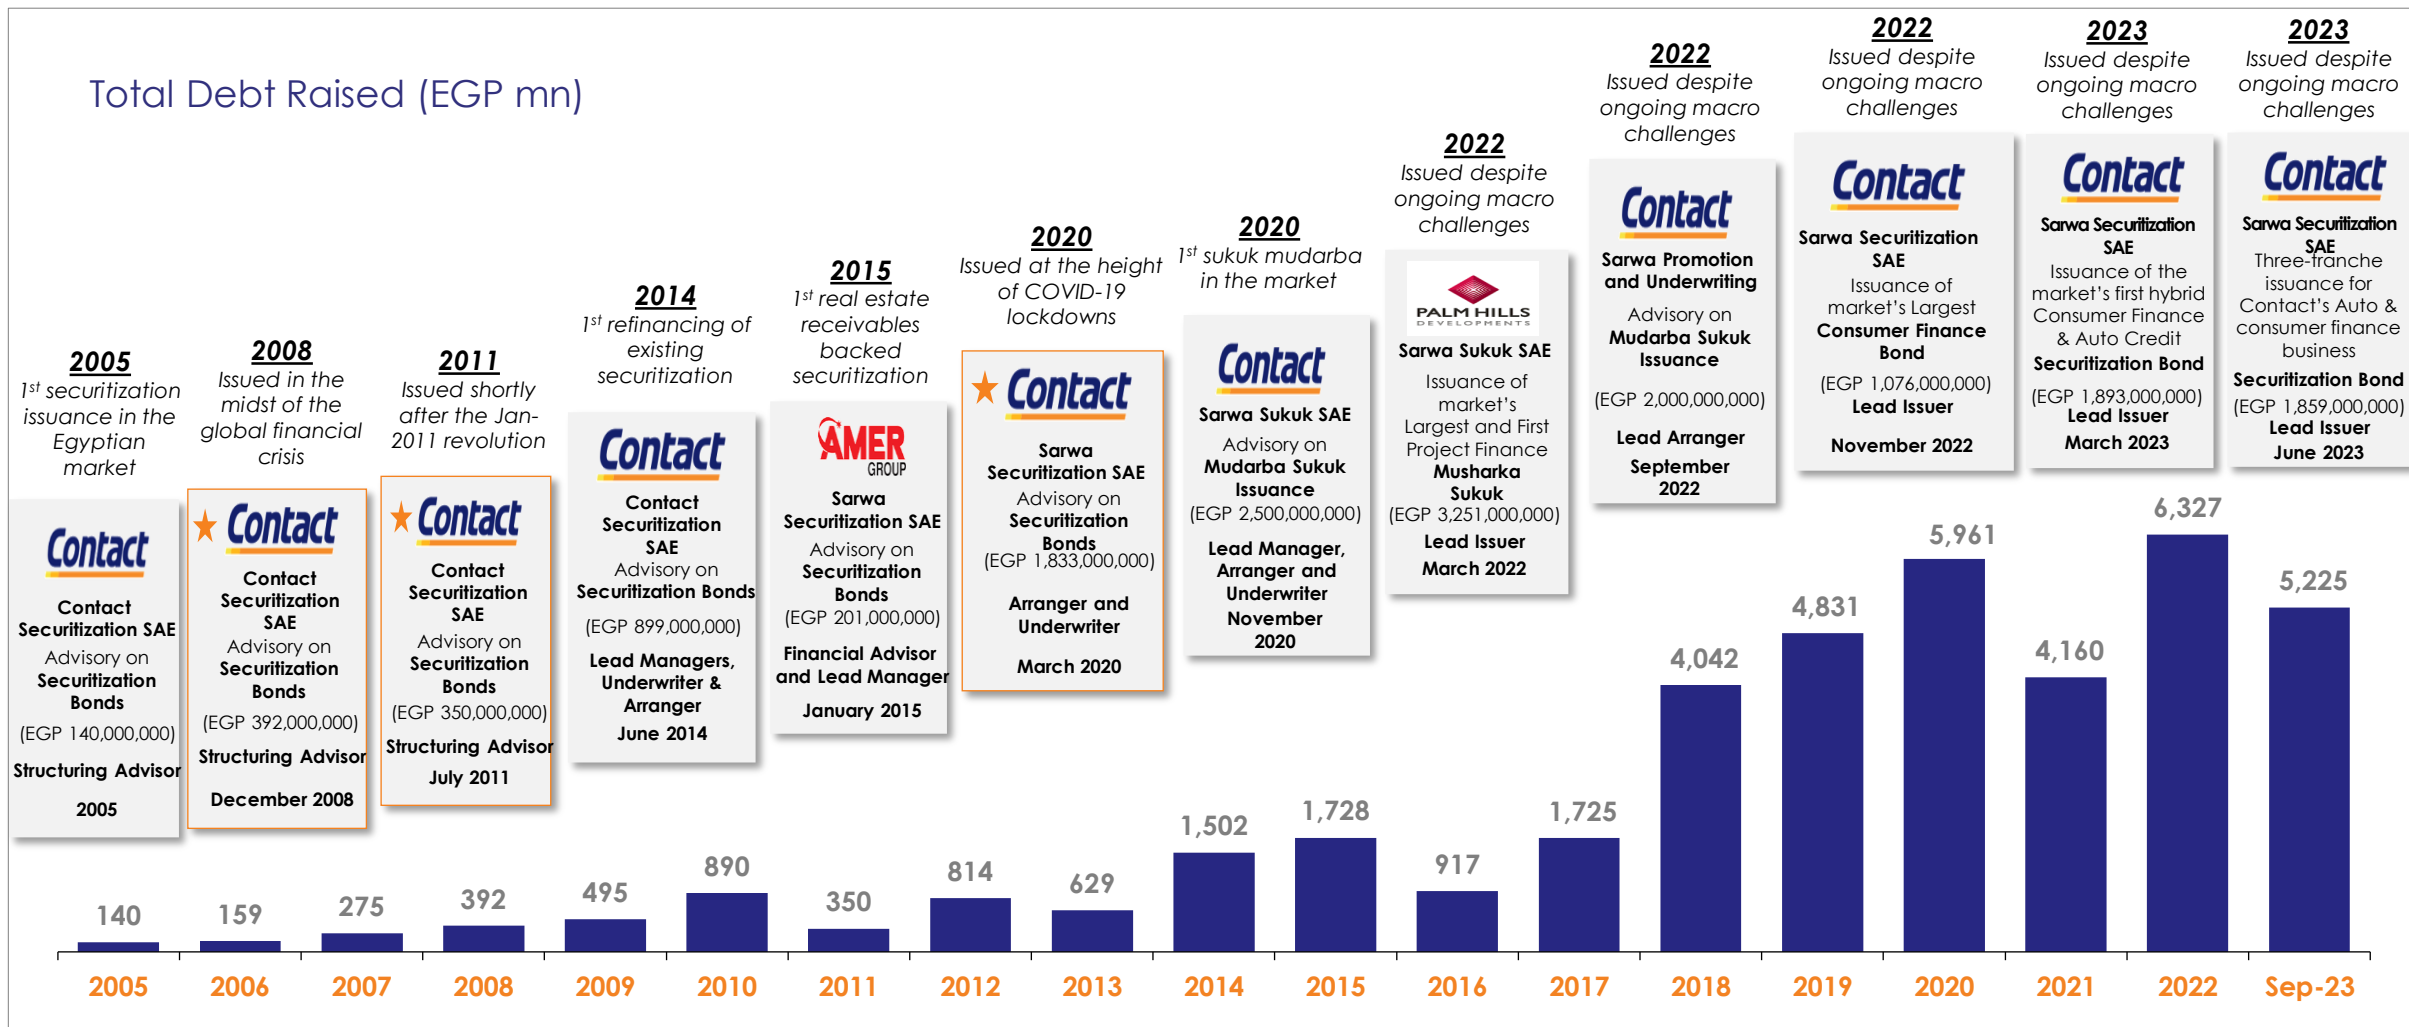 Total Debt Raised (EGP mn)
2005
1st securitization
issuance in the
Egyptian
market
Contact
Contact
Securitization SAE
Advisory on
Securitization
Bonds
(EGP 140,000,000)
Structuring Advisor
2005
2008
Issued in the
midst of the
global financial
crisis
Contact
Contact
Securitization
SAE
Advisory on
Securitization
Bonds
(EGP 392,000,000)
Structuring Advisor
December 2008
2011
Issued shortly
after the Jan-
2011 revolution
Contact
Contact
Securitization
SAE
Advisory on
Securitization
Bonds
(EGP 350,000,000)
Structuring Advisor
July 2011
2014
1st refinancing of
existing
securitization
Contact
Contact
Securitization
SAE
Advisory on
Securitization Bonds
(EGP 899,000,000)
Lead Managers,
Underwriter &
Arranger
June 2014
2015
1st real estate
receivables
backed
securitization
AMER
GROUP
Sarwa
Securitization SAE
Advisory on
Securitization
Bonds
(EGP 201,000,000)
Financial Advisor
and Lead Manager
January 2015
2020
Issued at the height
of COVID-19
lockdowns
Contact
Sarwa
Securitization SAE
Advisory on
Securitization
Bonds
(EGP 1,833,000,000)
Arranger and
Underwriter
March 2020
2020
1st sukuk mudarba
in the market
Contact
Sarwa Sukuk SAE
Advisory on
Mudarba Sukuk
Issuance
(EGP 2,500,000,000)
Lead Manager,
Arranger and
Underwriter
November
2020
2022
Issued despite
ongoing macro
challenges
PALM HILLS
DEVELOPMENTS
Sarwa Sukuk SAE
Issuance of
market's
Largest and First
Project Finance
Musharka
Sukuk
(EGP 3,251,000,000)
Lead Issuer
March 2022
2022
Issued despite
ongoing macro
challenges
Contact
Sarwa Promotion
and Underwriting
Advisory on
Mudarba Sukuk
Issuance
(EGP 2,000,000,000)
Lead Arranger
September
2022
2022
Issued despite
ongoing macro
challenges
Contact
Sarwa Securitization
SAE
Issuance of
market's Largest
Consumer Finance
Bond
(EGP 1,076,000,000)
Lead Issuer
November 2022
2023
Issued despite
ongoing macro
challenges
Contact
Sarwa Securitization
SAE
Issuance of the
market's first hybrid
Consumer Finance
& Auto Credit
Securitization Bond
(EGP 1,893,000,000)
Lead Issuer
March 2023
2023
Issued despite
ongoing macro
challenges
Contact
Sarwa Securitization
SAE
Three-tranche
issuance for
Contact's Auto &
consumer finance
business
Securitization Bond
(EGP 1,859,000,000)
Lead Issuer
June 2023
140 159 275 392 495 890 350 814 629 1,502 1,728 917 1,725 4,042 4,831 5,961 4,160 6,327 5,225
2005 2006 2007 2008 2009 2010 2011 2012 2013 2014 2015 2016 2017 2018 2019 2020 2021 2022 Sep-23